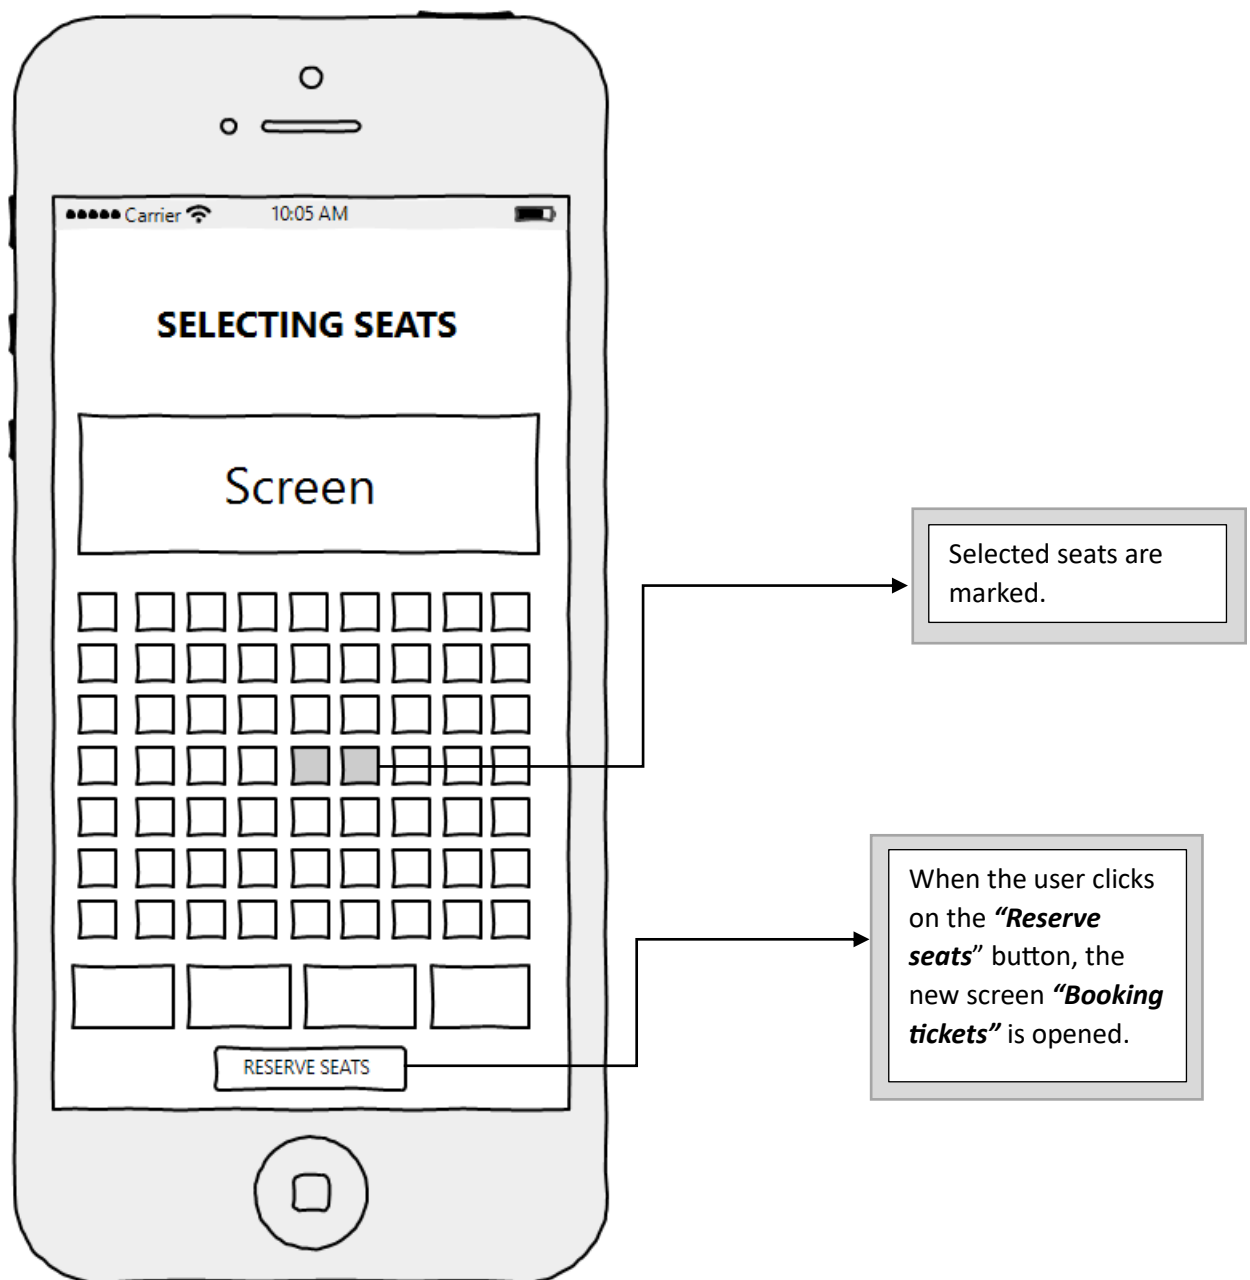 Carrier 10:05 AM
SELECTING SEATS
Screen
Selected seats are
marked.
When the user clicks
on the “Reserve
seats” button, the
new screen “Booking
tickets” is opened.
RESERVE SEATS